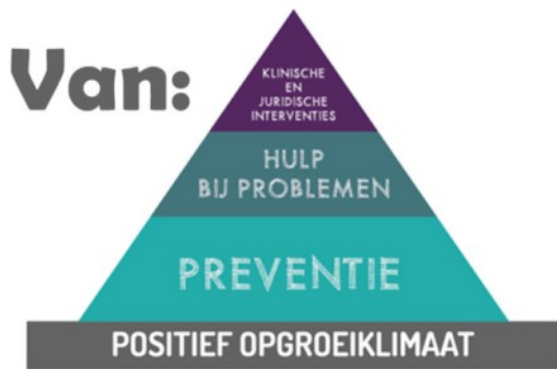 Van:
KLINISCHE
EN
JURIDISCHE
INTERVENTIES
HULP
BIJ PROBLEMEN
PREVENTIE
POSITIEF OPGROEIKLIMAAT